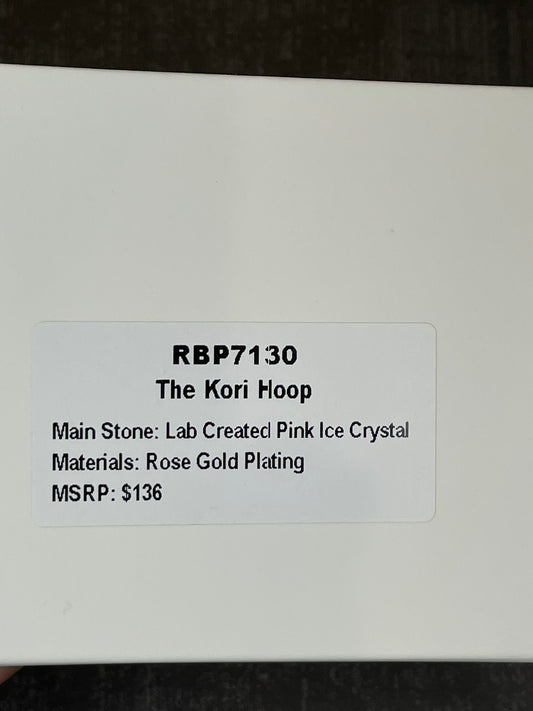 RBP7130
The Kori Hoop
Main Stone: Lab Created Pink Ice Crystal
Materials: Rose Gold Plating
MSRP: $136